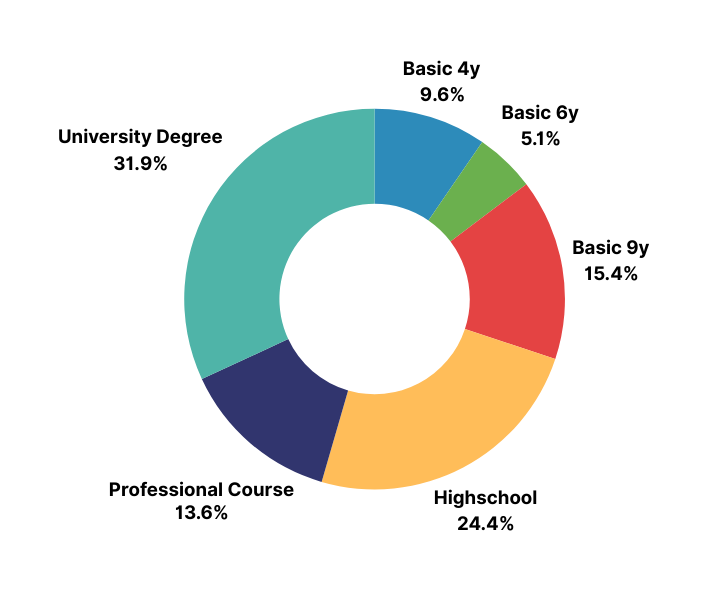 Basic 4y
9.6%
Basic 6y
5.1%
University Degree
31.9%
Basic 9y
15.4%
Professional Course
13.6%
Highschool
24.4%